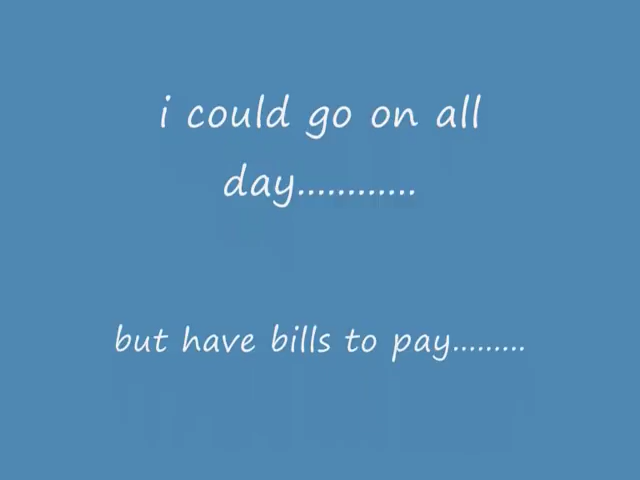 i could go on all
day............
but have bills to pay.........